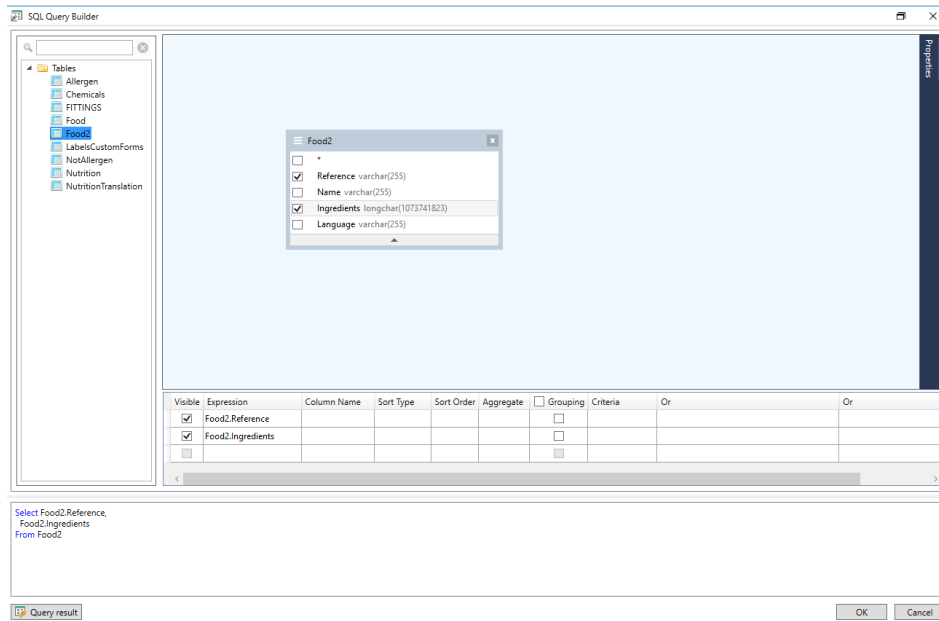 SQL Query Builder
Tables
Allergen
Chemicals
FITTINGS
Food
Food2
LabelsCustomForms
NotAllergen
Nutrition
NutritionTranslation
Food2
*
Reference varchar(255)
Name varchar(255)
Ingredients longchar(1073741823)
Language varchar(255)
Properties
Visible Expression Column Name Sort Type Sort Order Aggregate Grouping Criteria Or Or
Food2.Reference
Food2.Ingredients
Select Food2.Reference,
Food2.Ingredients
From Food2
Query result OK Cancel